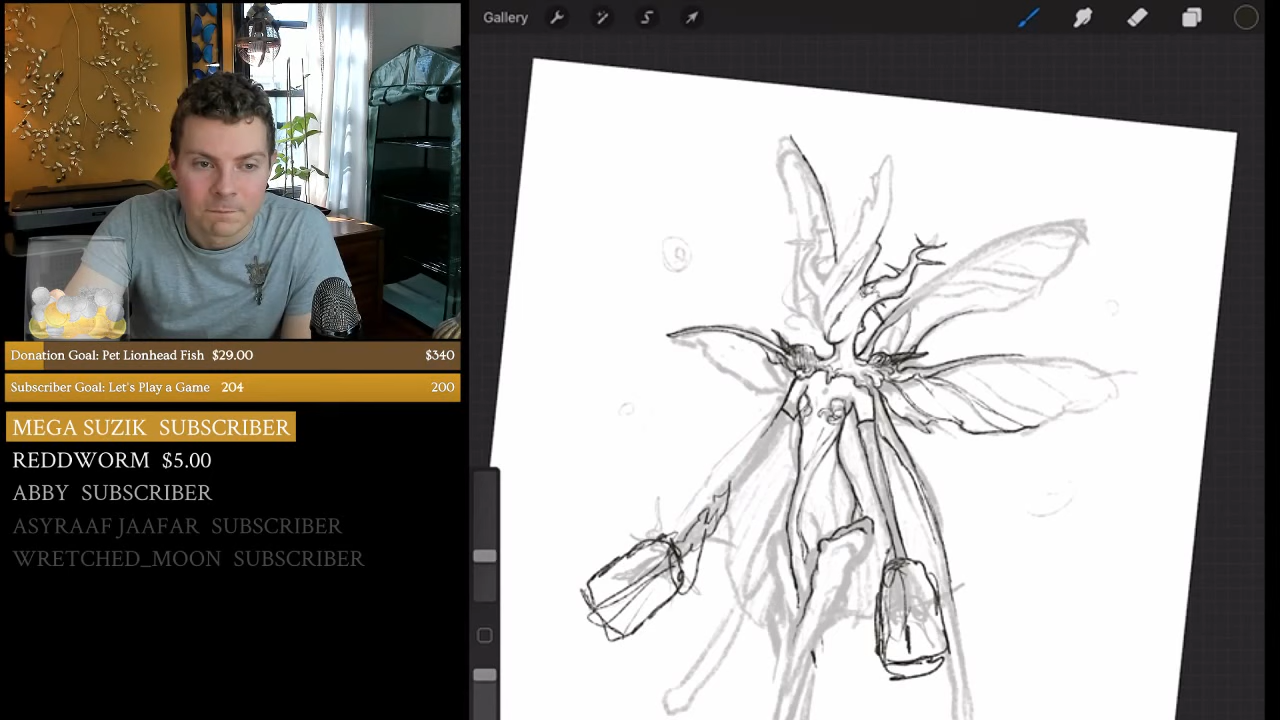 Gallery
Donation Goal: Pet Lionhead Fish $29.00 $340
Subscriber Goal: Let's Play a Game 204 200
MEGA SUZIK SUBSCRIBER
REDDWORM $5.00
ABBY SUBSCRIBER
ASYRAAF JAAFAR SUBSCRIBER
WRETCHED_MOON SUBSCRIBER